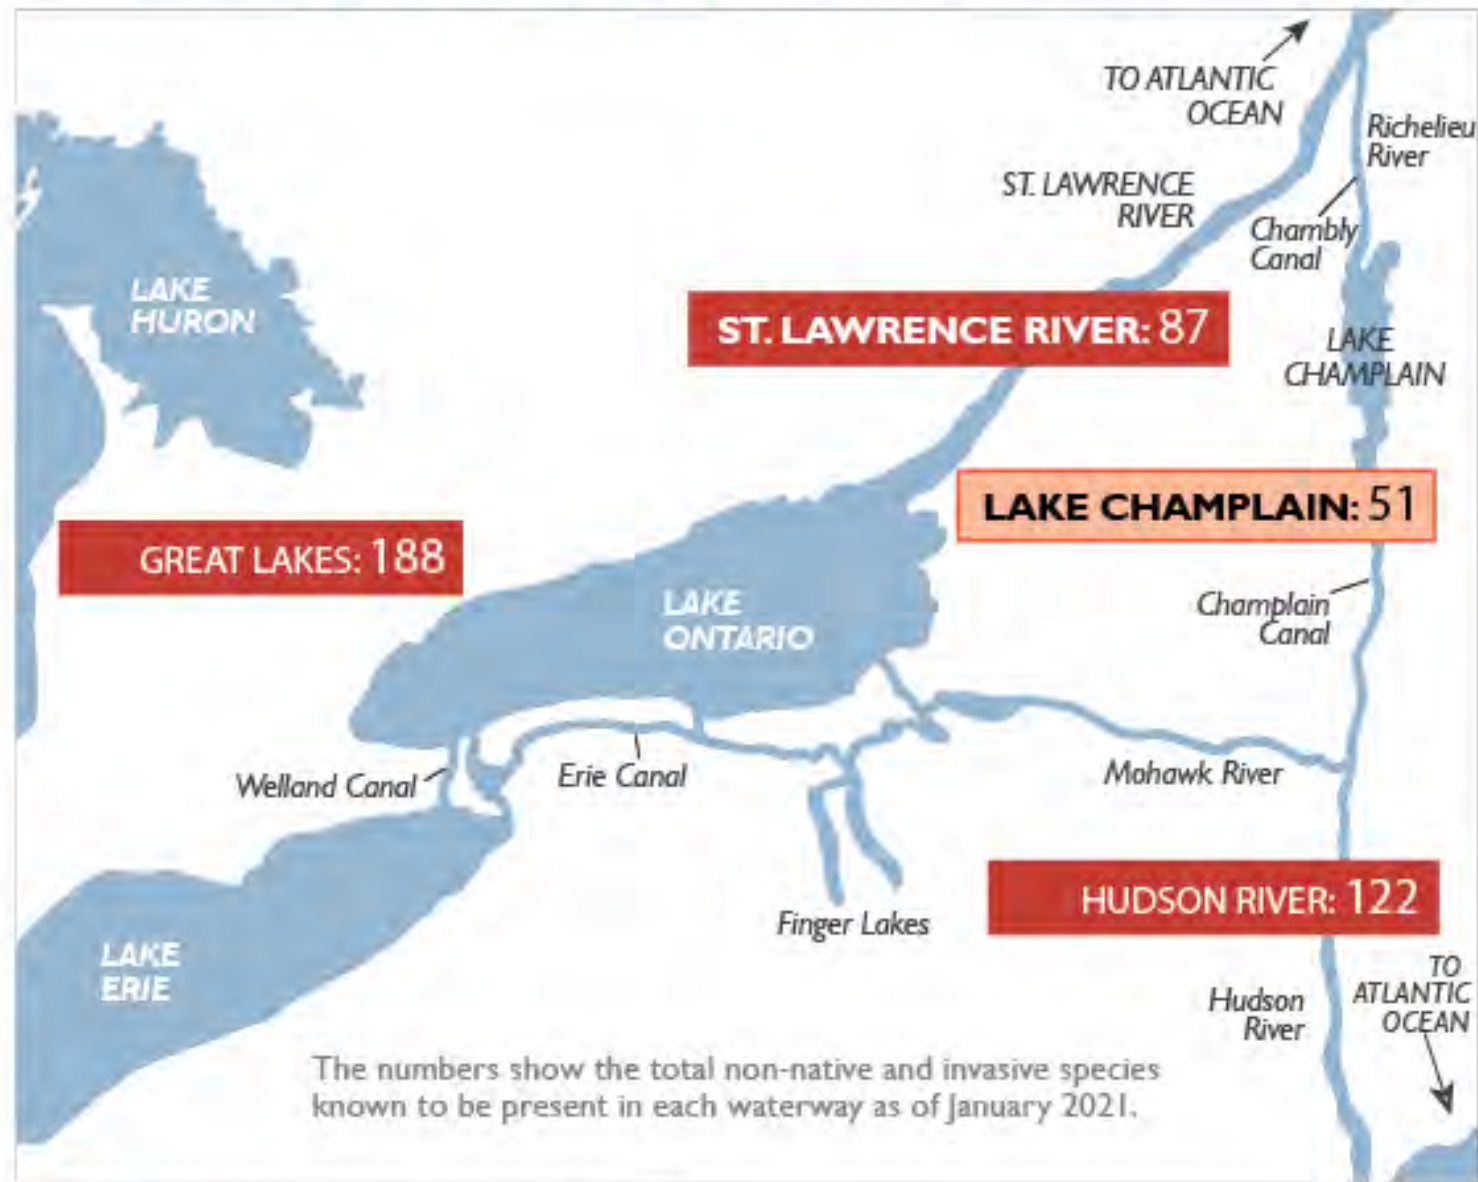 TO ATLANTIC
OCEAN
Richelieu
River
ST. LAWRENCE
RIVER
Chambly
Canal
LAKE
HURON
ST. LAWRENCE RIVER: 87
LAKE
CHAMPLAIN
LAKE CHAMPLAIN: 51
GREAT LAKES: 188
LAKE
ONTARIO
Champlain
Canal
Welland Canal
Erie Canal
Mohawk River
HUDSON RIVER: 122
Finger Lakes
LAKE
ERIE
Hudson
River
TO
ATLANTIC
OCEAN
The numbers show the total non-native and invasive species
known to be present in each waterway as of January 2021.